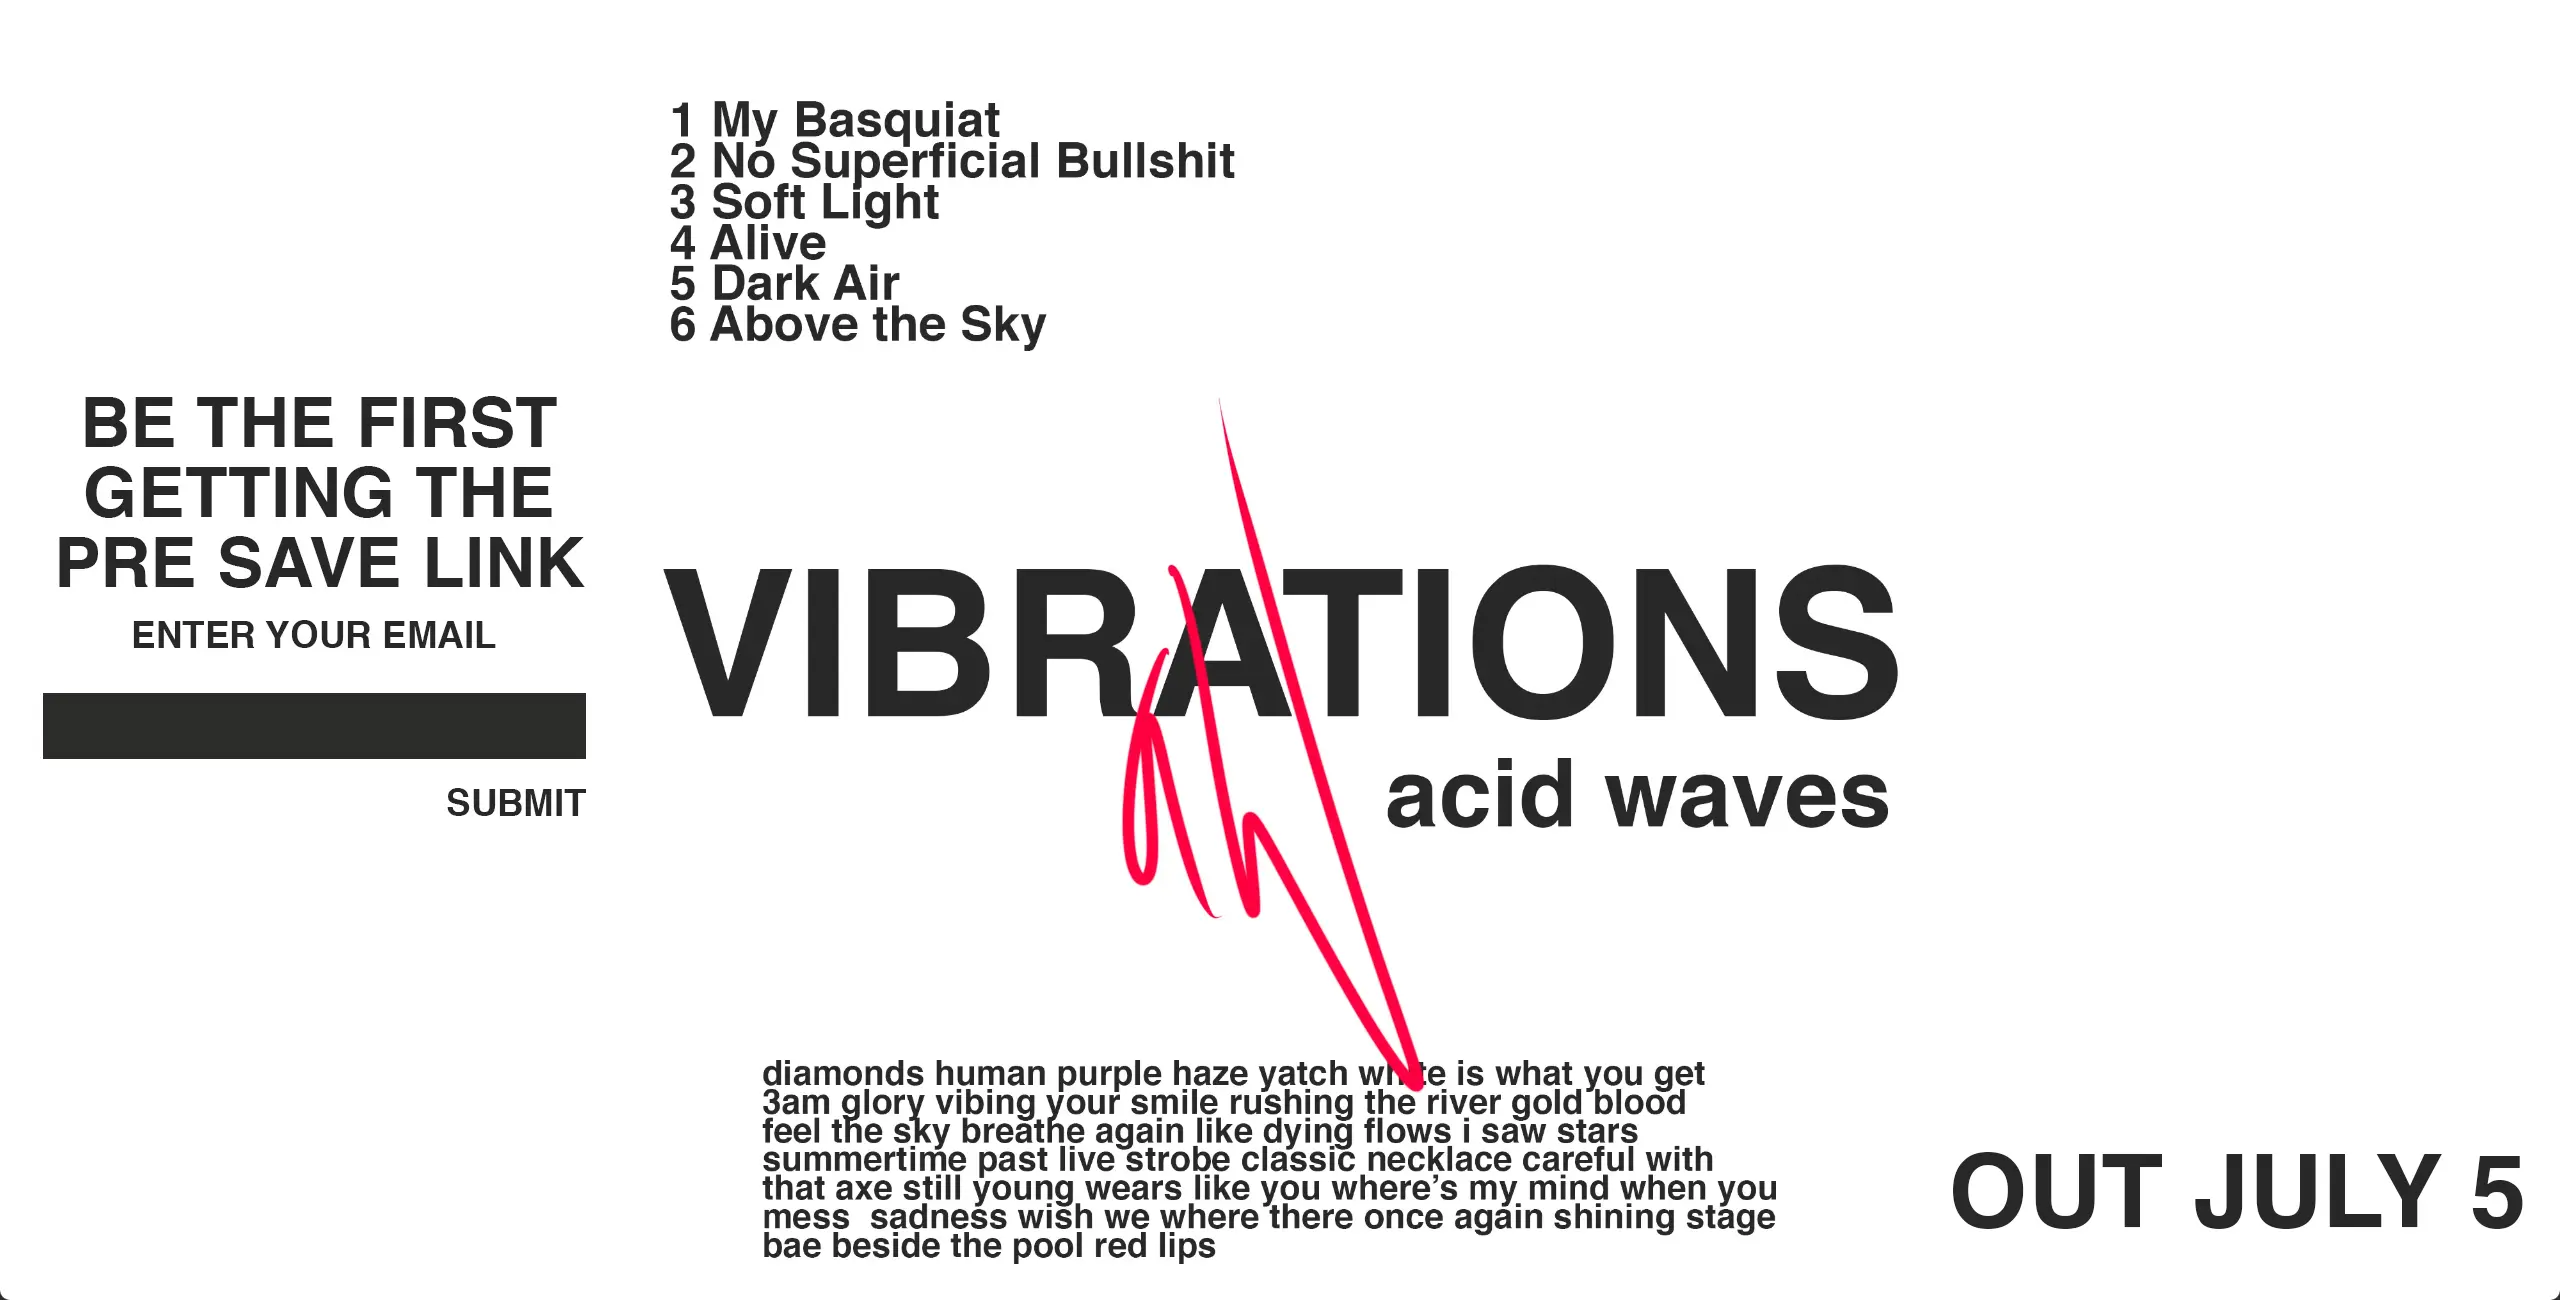 1 My Basquiat
2 No Superficial Bullshit
3 Soft Light
4 Alive
5 Dark Air
6 Above the Sky
BE THE FIRST
GETTING THE
PRE SAVE LINK
ENTER YOUR EMAIL
SUBMIT
VIBRATIONS
acid waves
diamonds human purple haze yatch white is what you get
3am glory vibing your smile rushing the river gold blood
feel the sky breathe again like dying flows i saw stars
summertime past live strobe classic necklace careful with
that axe still young wears like you where’s my mind when you
mess  sadness wish we where there once again shining stage
bae beside the pool red lips
OUT JULY 5